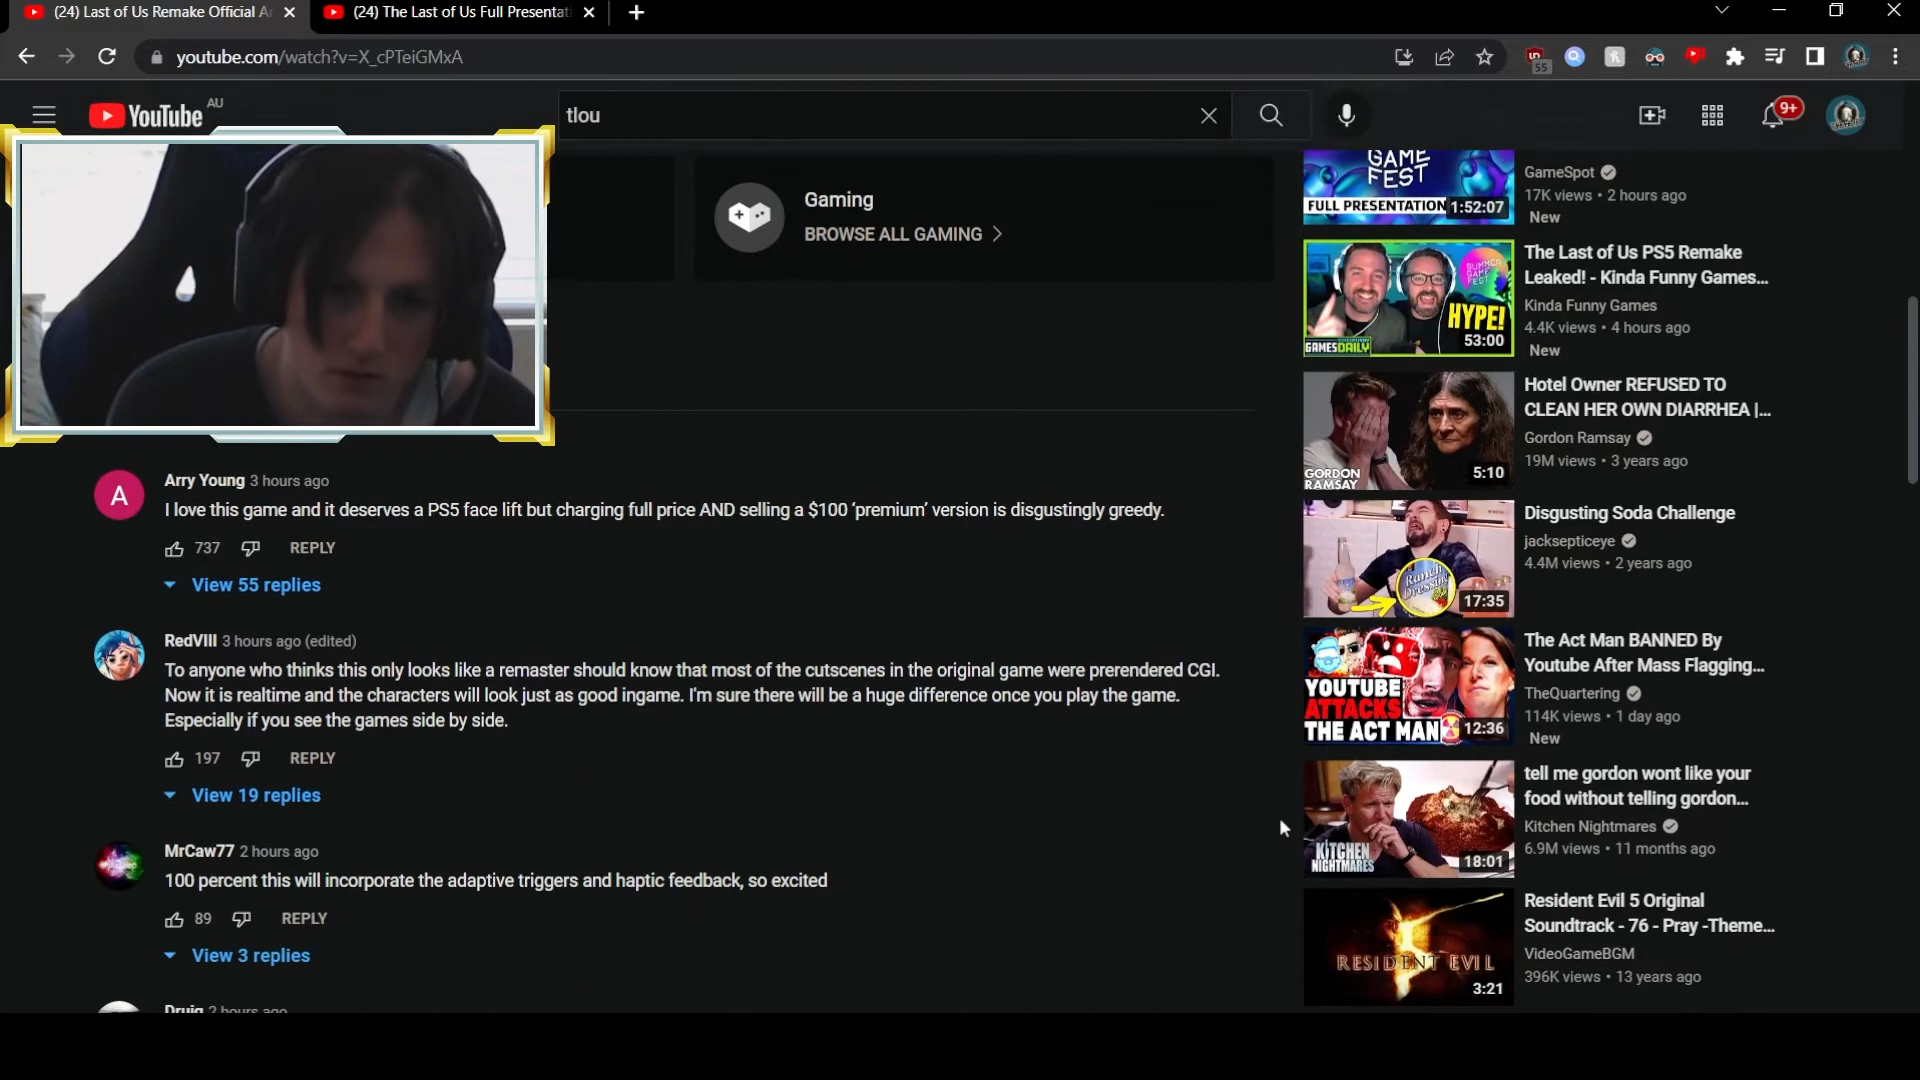 (24) Last of Us Remake Official A
(24) The Last of Us Full Presentat
youtube.com/watch?v=X_cPTeiGMxA
55
YouTube
AU
tlou
9+
Gaming
BROWSE ALL GAMING
Arry Young 3 hours ago
I love this game and it deserves a PS5 face lift but charging full price AND selling a $100 ‘premium’ version is disgustingly greedy.
737
REPLY
View 55 replies
RedVIII 3 hours ago (edited)
To anyone who thinks this only looks like a remaster should know that most of the cutscenes in the original game were prerendered CGI.
Now it is realtime and the characters will look just as good ingame. I'm sure there will be a huge difference once you play the game.
Especially if you see the games side by side.
197
REPLY
View 19 replies
MrCaw77 2 hours ago
100 percent this will incorporate the adaptive triggers and haptic feedback, so excited
89
REPLY
View 3 replies
Druig 2 hours ago
GAME
FEST
FULL PRESENTATION
1:52:07
GameSpot
17K views • 2 hours ago
New
SUMMER
GAME
FEST
HYPE!
GAMESDAILY
53:00
The Last of Us PS5 Remake
Leaked! - Kinda Funny Games...
Kinda Funny Games
4.4K views • 4 hours ago
New
GORDON
RAMSAY
5:10
Hotel Owner REFUSED TO
CLEAN HER OWN DIARRHEA |...
Gordon Ramsay
19M views • 3 years ago
Ranch
Dressing
17:35
Disgusting Soda Challenge
jacksepticeye
4.4M views • 2 years ago
YOUTUBE
ATTACKS
THE ACT MAN
12:36
The Act Man BANNED By
Youtube After Mass Flagging...
TheQuartering
114K views • 1 day ago
New
KITCHEN
NIGHTMARES
18:01
tell me gordon wont like your
food without telling gordon...
Kitchen Nightmares
6.9M views • 11 months ago
RESIDENT EVIL
3:21
Resident Evil 5 Original
Soundtrack - 76 - Pray -Theme...
VideoGameBGM
396K views • 13 years ago